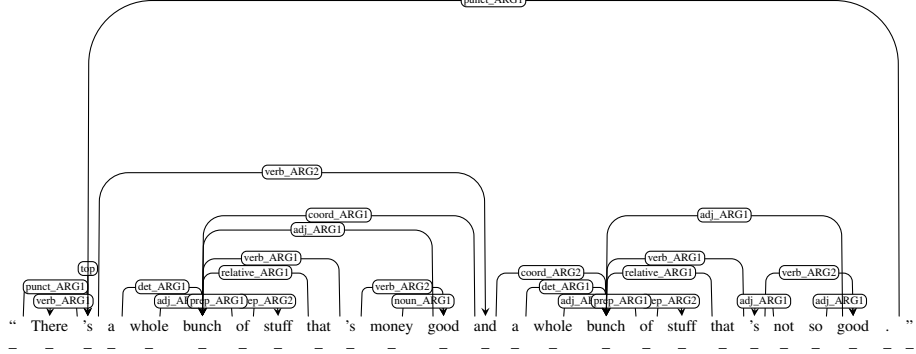 punct_ARG1
verb_ARG2
coord_ARG1 adj_ARG1
adj_ARG1
top verb_ARG1 verb_ARG1
relative_ARG1 coord_ARG2 relative_ARG1 verb_ARG2
punct_ARG1 det_ARG1 verb_ARG2 det_ARG1
verb_ARG1 prep_ARG1 noun_ARG1 prep_ARG1 adj_ARG1 adj_ARG1
“ There 's a whole bunch of stuff that 's money good and a whole bunch of stuff that 's not so good . ”
_ _ _ _ _ _ _ _ _ _ _ _ _ _ _ _ _ _ _ _ _ _ _ _ _ _